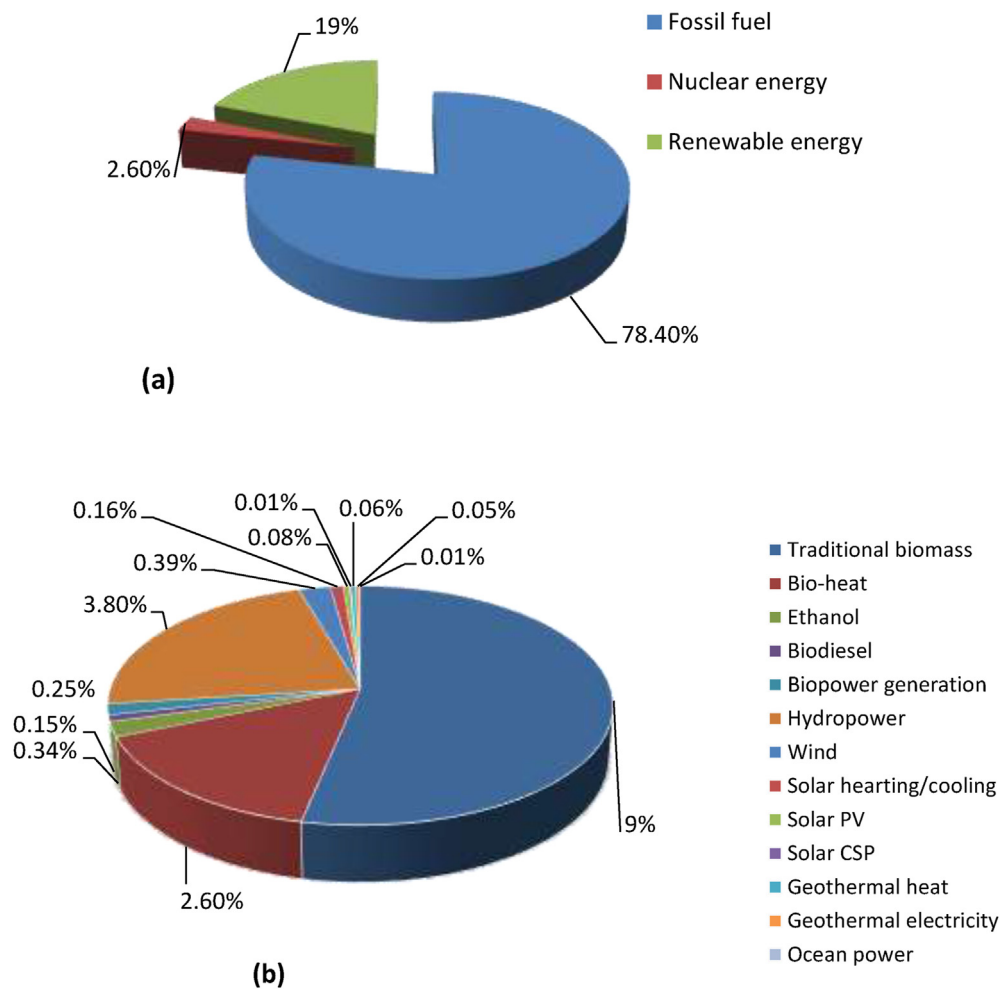 19%
2.60%
78.40%
Fossil fuel
Nuclear energy
Renewable energy
(a)
0.16%
0.01%
0.06%
0.05%
0.39%
0.08%
0.01%
3.80%
0.25%
0.15%
0.34%
2.60%
9%
Traditional biomass
Bio-heat
Ethanol
Biodiesel
Biopower generation
Hydropower
Wind
Solar hearting/cooling
Solar PV
Solar CSP
Geothermal heat
Geothermal electricity
Ocean power
(b)